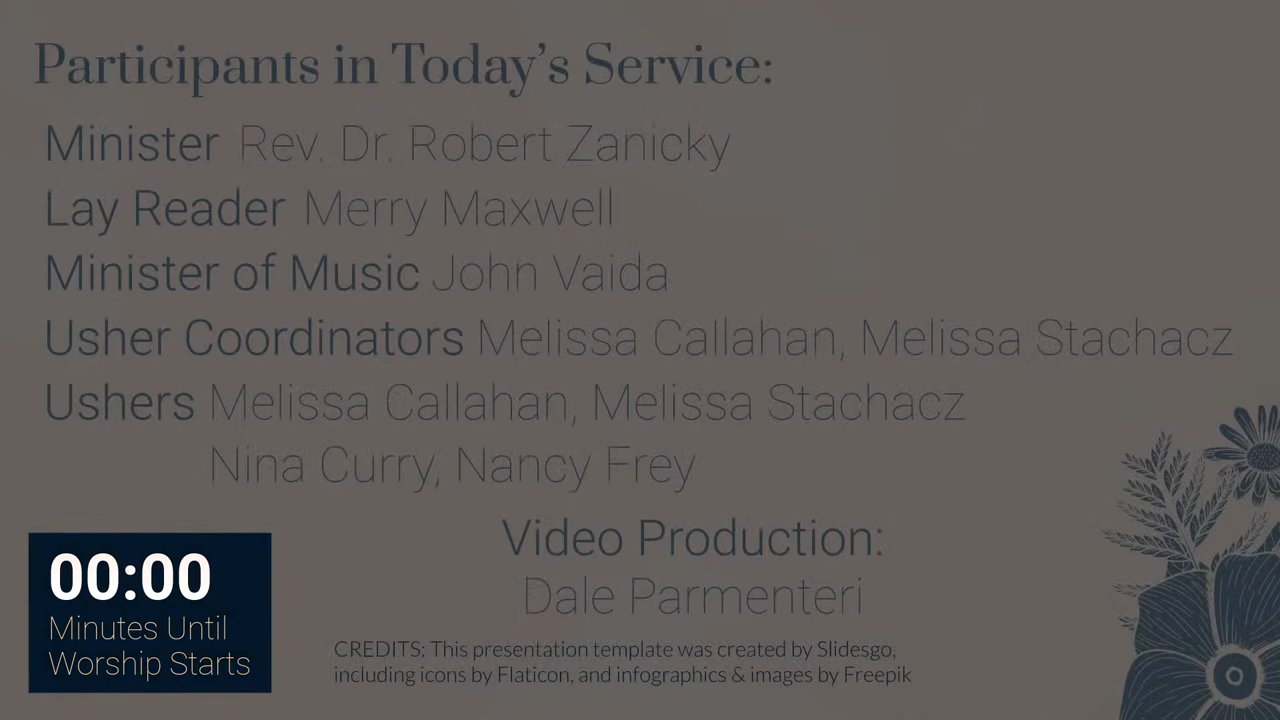 Participants in Today's Service:
Minister Rev. Dr. Robert Zanicky
Lay Reader Merry Maxwell
Minister of Music John Vaida
Usher Coordinators Melissa Callahan, Melissa Stachacz
Ushers Melissa Callahan, Melissa Stachacz
Nina Curry, Nancy Frey
Video Production:
Dale Parmenteri
00:00
Minutes Until
Worship Starts
CREDITS: This presentation template was created by Slidesgo,
including icons by Flaticon, and infographics & images by Freepik